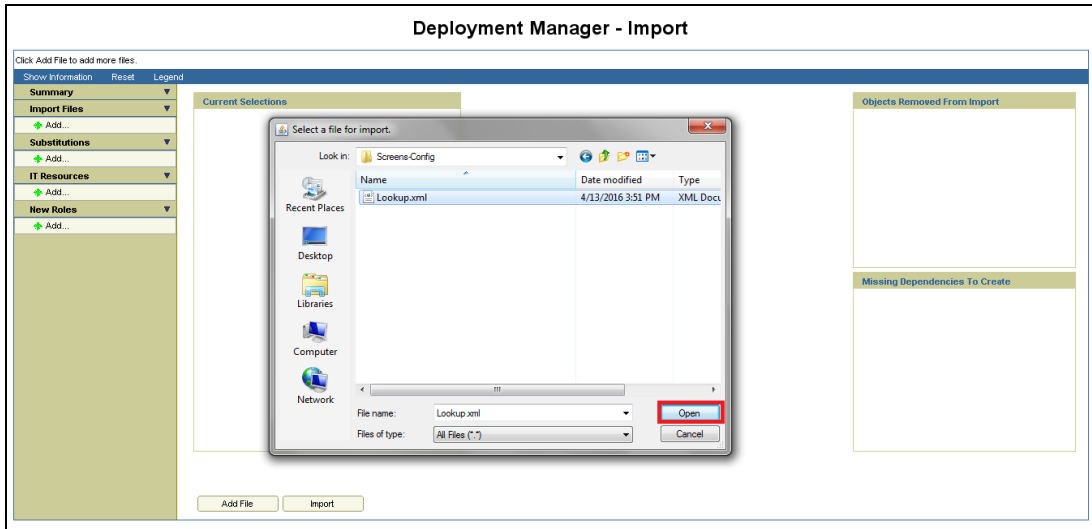 Deployment Manager - Import
Click Add File to add more files.
Show Information Reset Legend
Summary
Import Files
Add...
Substitutions
Add...
IT Resources
Add...
New Roles
Add...
Current Selections
Objects Removed From Import
Missing Dependencies To Create
Select a file for import.
Look in: Screens-Config
Name Date modified Type
Lookup.xml 4/13/2016 3:51 PM XML Docu
Recent Places
Desktop
Libraries
Computer
Network
File name: Lookup.xml Open
Files of type: All Files (*.*) Cancel
Add File Import